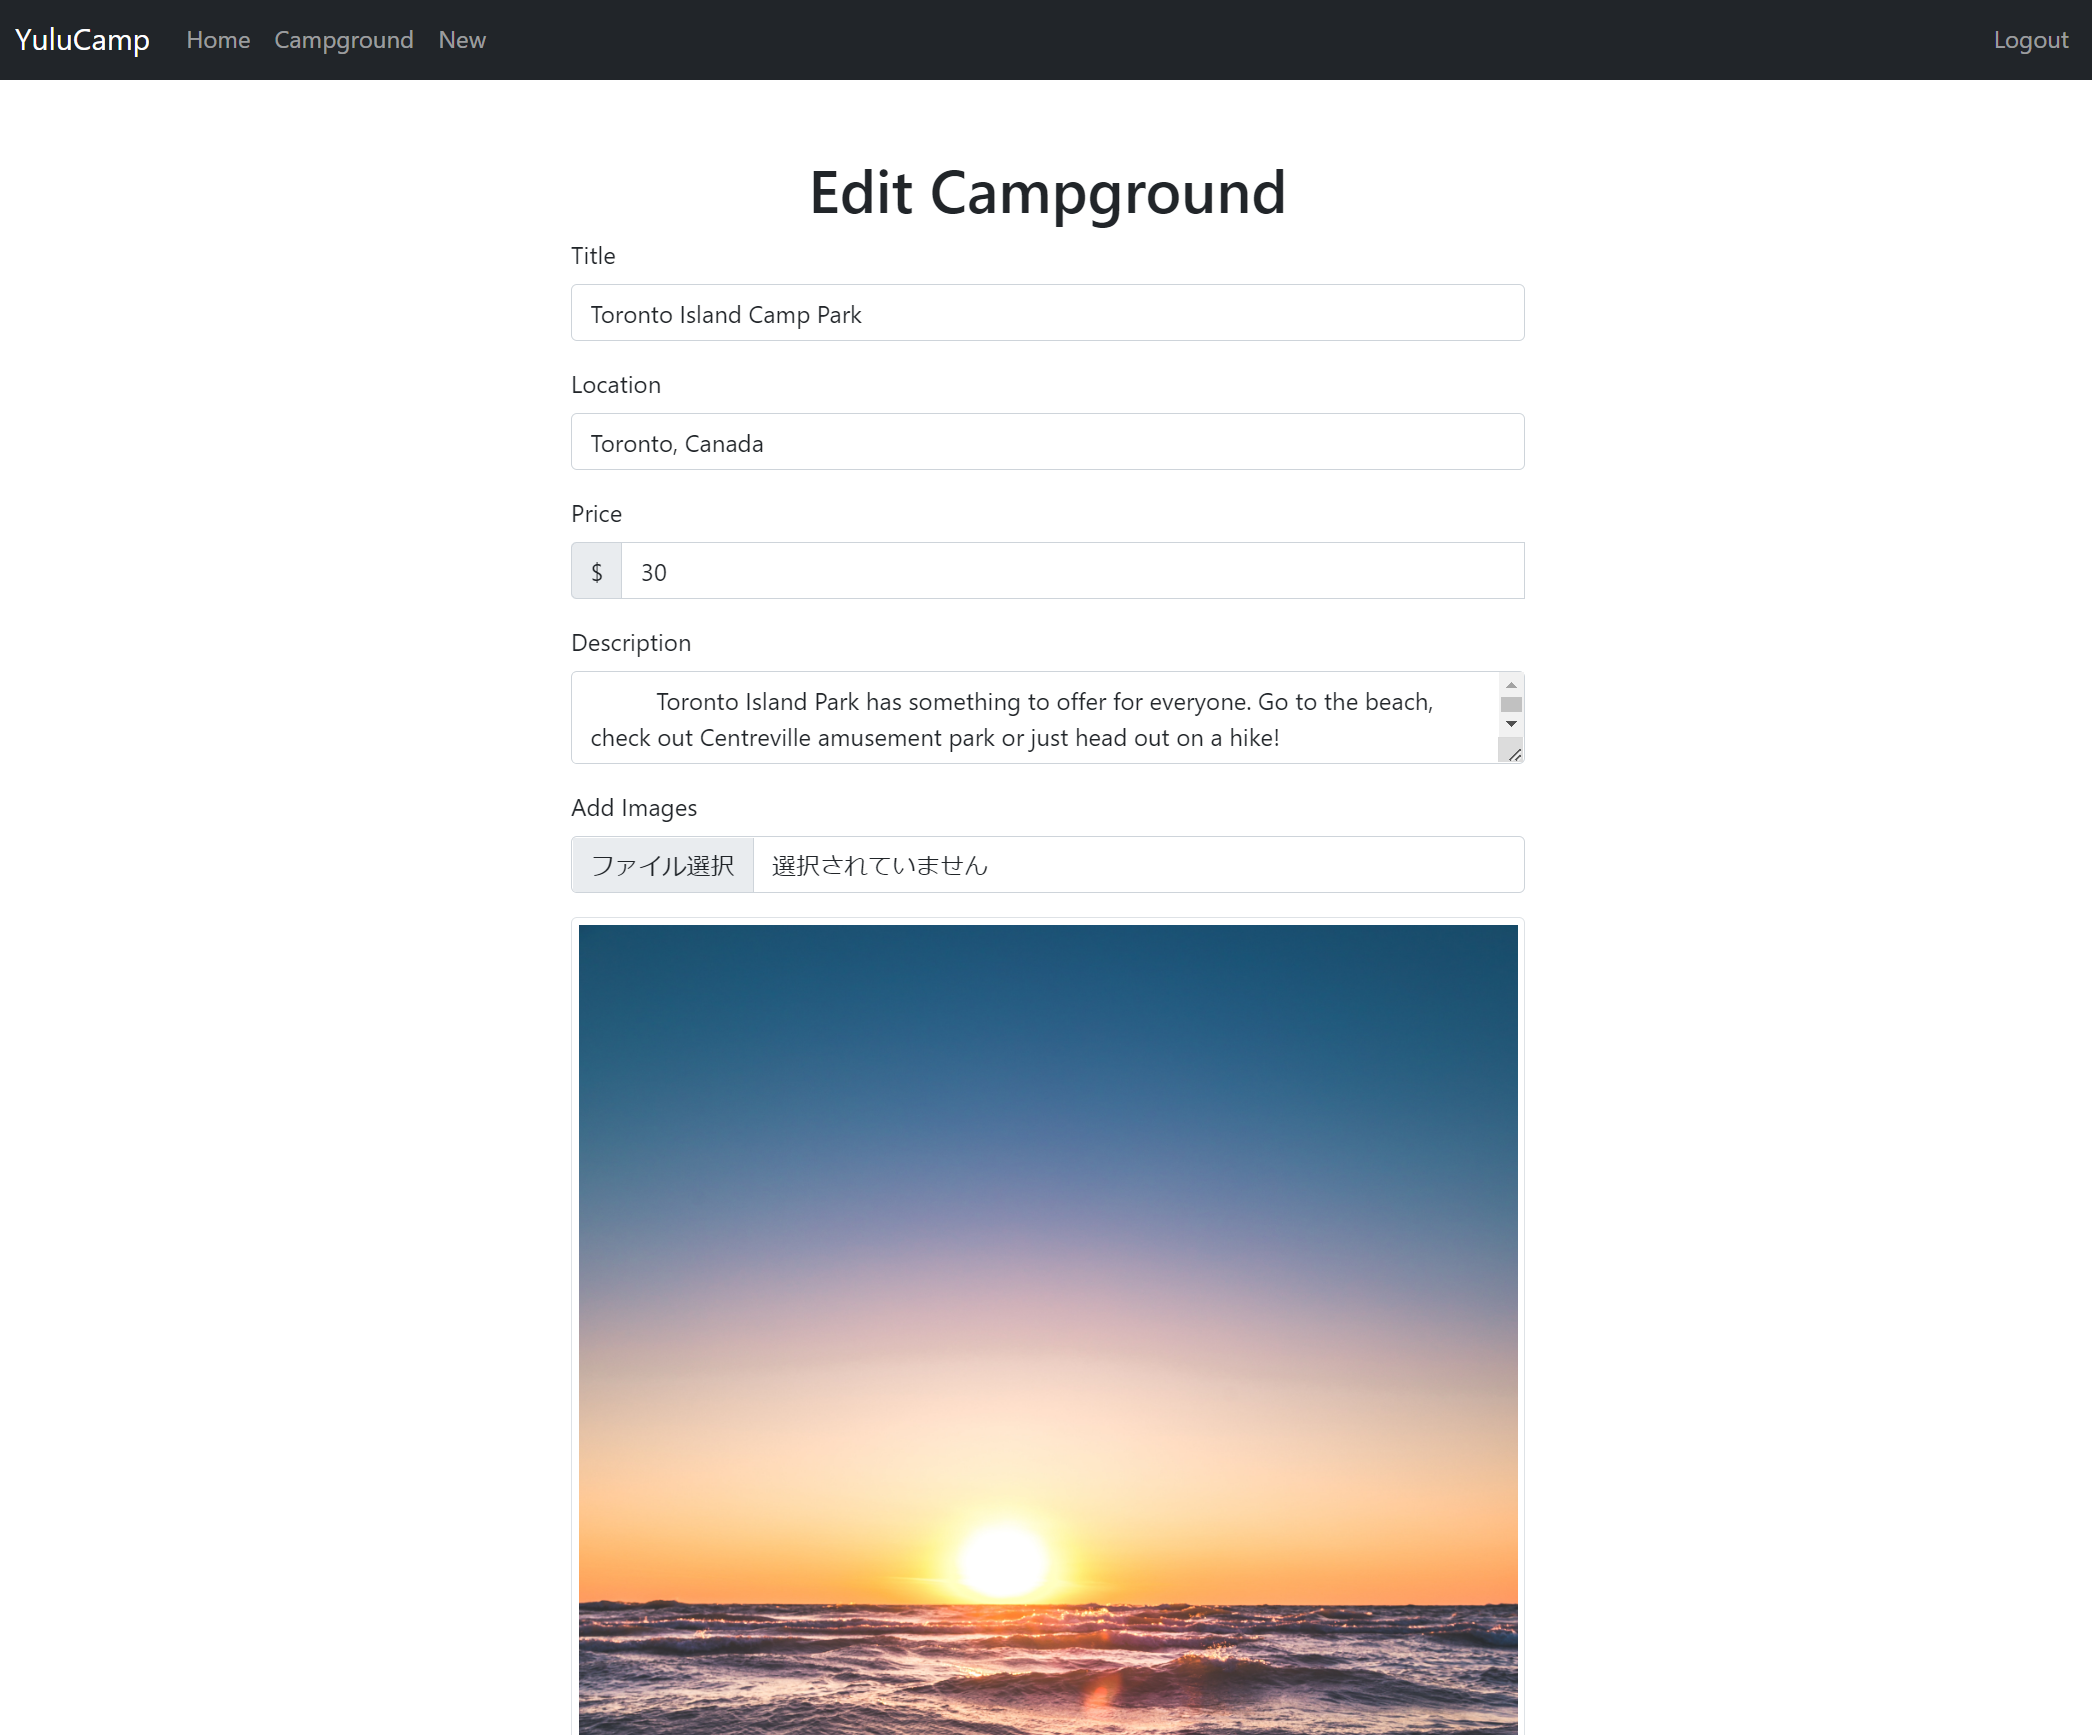 YuluCamp Home Campground New Logout
Edit Campground
Title
Toronto Island Camp Park
Location
Toronto, Canada
Price
$ 30
Description
Toronto Island Park has something to offer for everyone. Go to the beach,
check out Centreville amusement park or just head out on a hike!
Add Images
ファイル選択 選択されていません